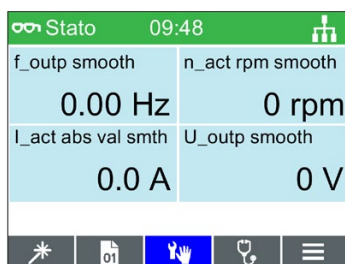 Stato 09:48
f_outp smooth
n_act rpm smooth
0.00 Hz
0 rpm
I_act abs val smth
U_outp smooth
0.0 A
0 V
01